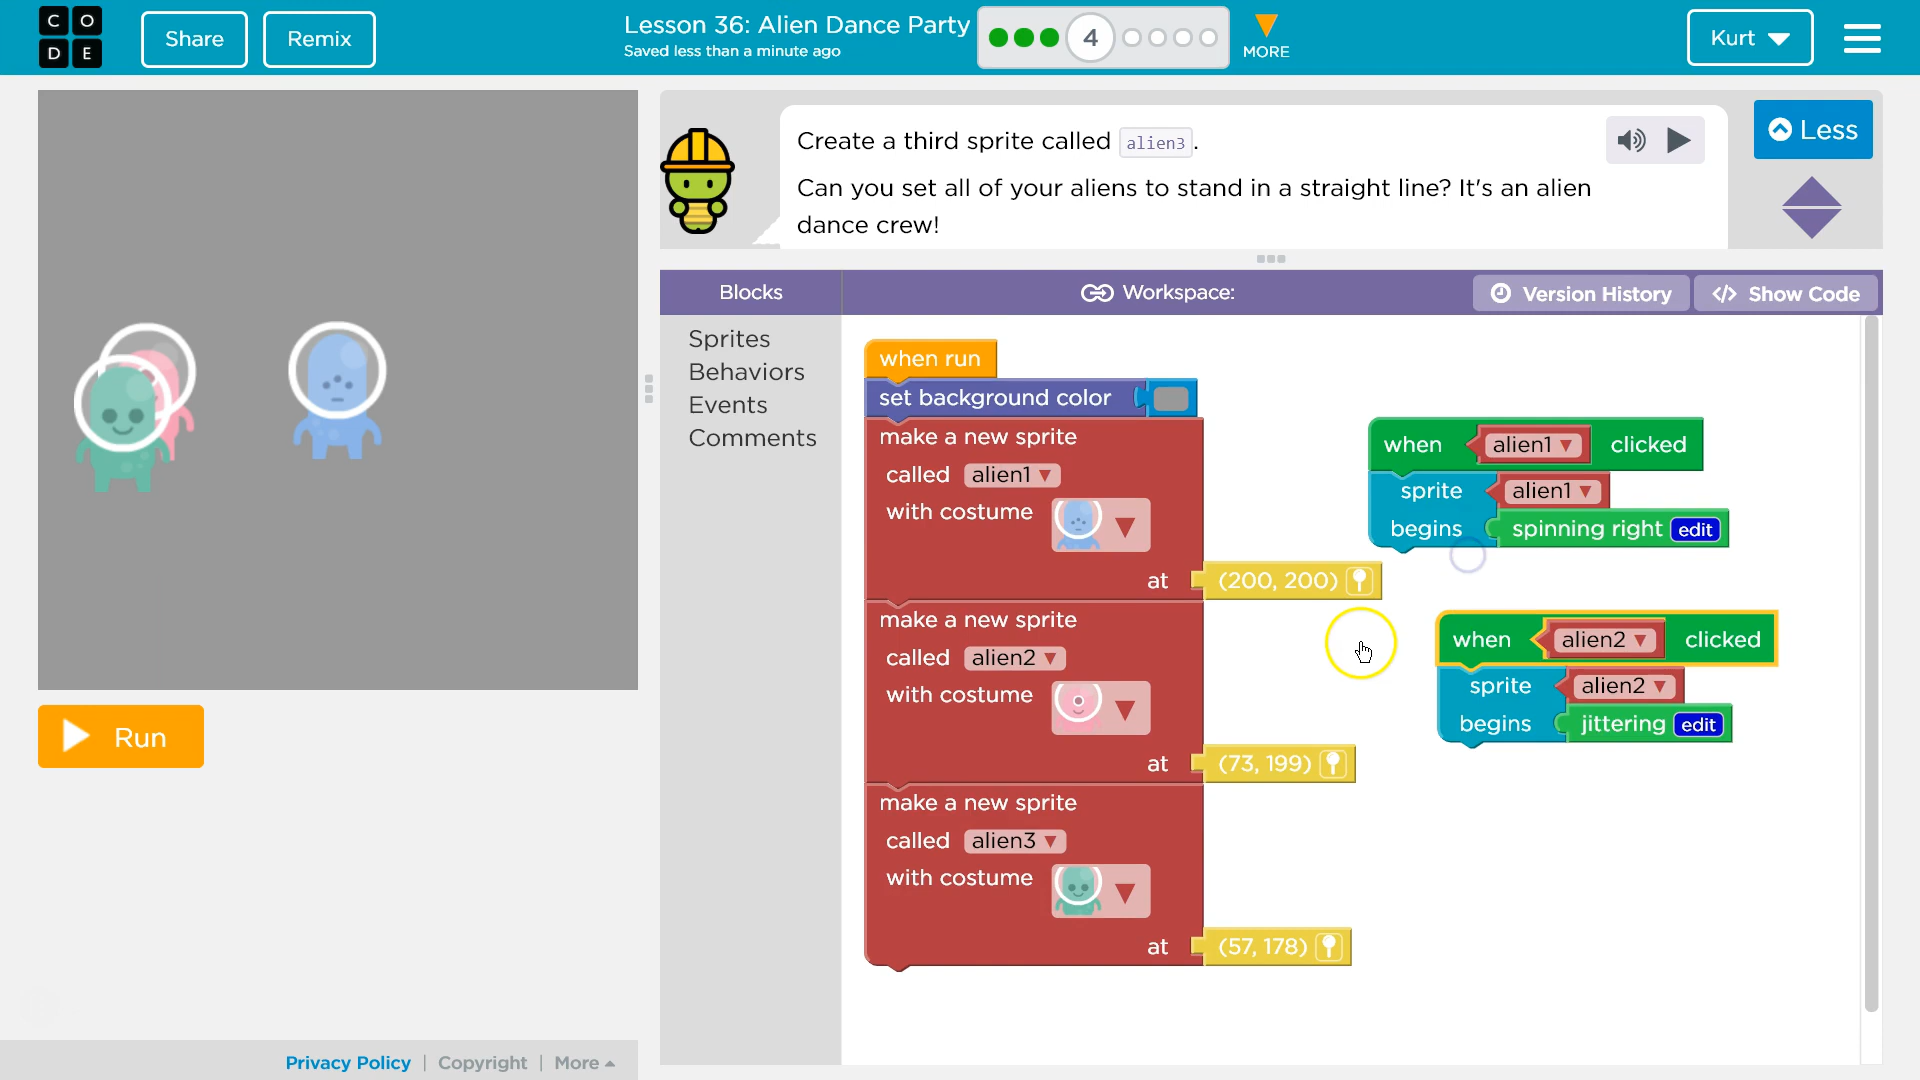 C O
D E
Share
Remix
Lesson 36: Alien Dance Party
Saved less than a minute ago
4
MORE
Kurt
Create a third sprite called alien3.
Can you set all of your aliens to stand in a straight line? It's an alien
dance crew!
Less
Blocks
Workspace:
Version History
</> Show Code
Sprites
Behaviors
Events
Comments
when run
set background color
make a new sprite
called alien1
with costume
at (200, 200)
make a new sprite
called alien2
with costume
at (73, 199)
make a new sprite
called alien3
with costume
at (57, 178)
when alien1 clicked
sprite alien1
begins spinning right edit
when alien2 clicked
sprite alien2
begins jittering edit
Run
Privacy Policy | Copyright | More